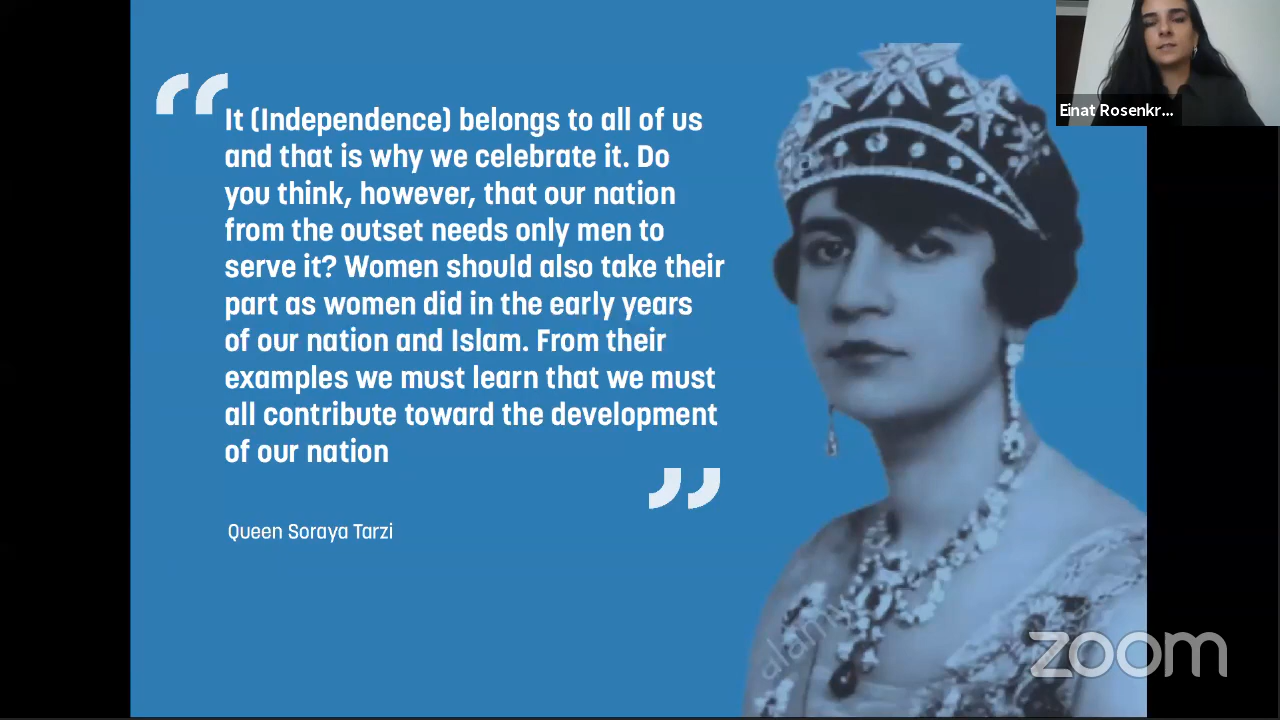 It (Independence) belongs to all of us
and that is why we celebrate it. Do
you think, however, that our nation
from the outset needs only men to
serve it? Women should also take their
part as women did in the early years
of our nation and Islam. From their
examples we must learn that we must
all contribute toward the development
of our nation
Queen Soraya Tarzi
Einat Rosenkr...
alamy
zoom